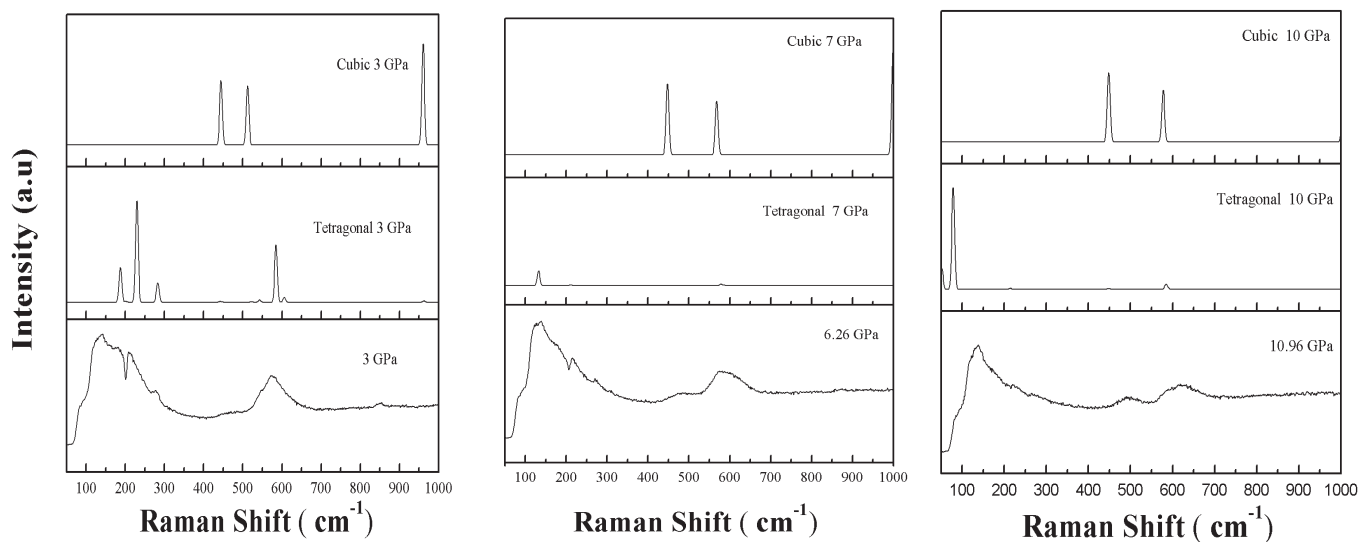 Intensity (a.u)
Cubic 3 GPa
Tetragonal 3 GPa
3 GPa
100 200 300 400 500 600 700 800 900 1000
Raman Shift ( cm-1)
Cubic 7 GPa
Tetragonal 7 GPa
6.26 GPa
100 200 300 400 500 600 700 800 900 1000
Raman Shift ( cm-1)
Cubic 10 GPa
Tetragonal 10 GPa
10.96 GPa
100 200 300 400 500 600 700 800 900 1000
Raman Shift ( cm-1)